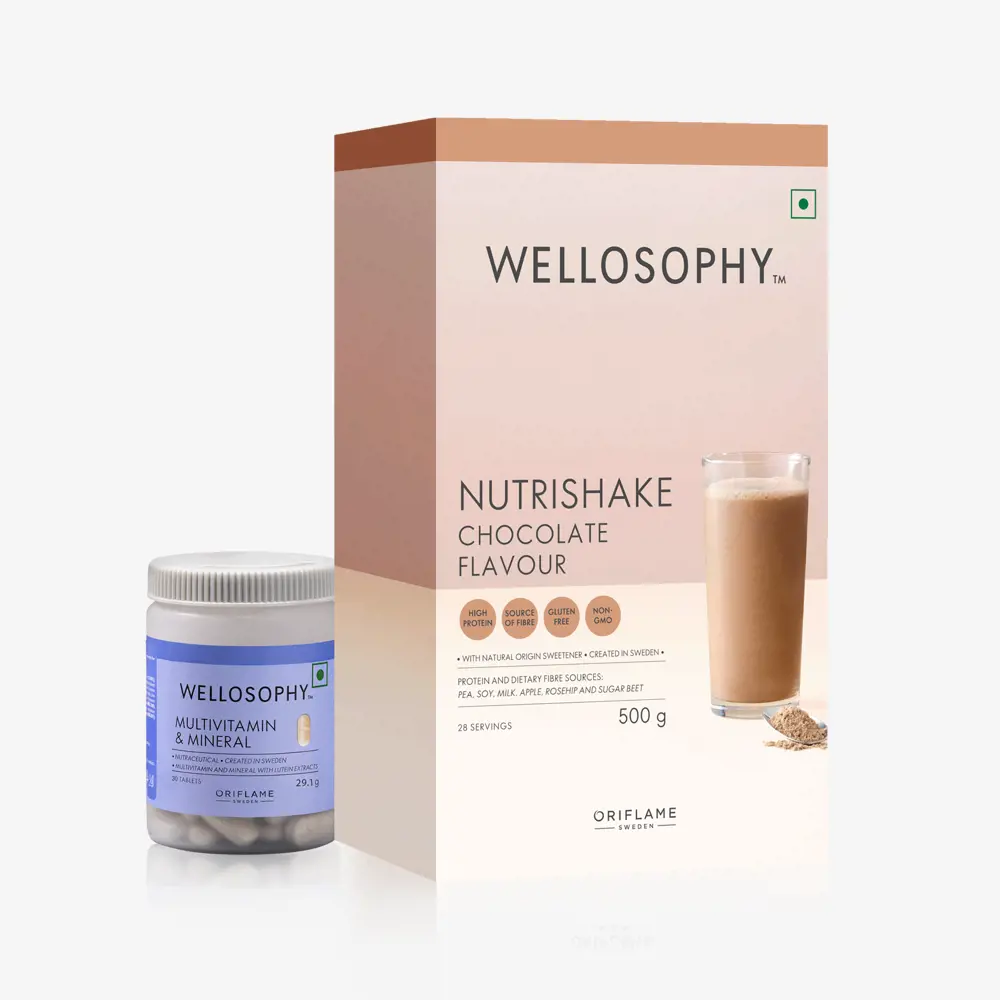 WELLOSOPHY™
NUTRISHAKE
CHOCOLATE
FLAVOUR
HIGH
PROTEIN
SOURCE
OF FIBRE
GLUTEN
FREE
NON-
GMO
• WITH NATURAL ORIGIN SWEETENER • CREATED IN SWEDEN •
PROTEIN AND DIETARY FIBRE SOURCES:
PEA, SOY, MILK, APPLE, ROSEHIP AND SUGAR BEET
28 SERVINGS
500 g
ORIFLAME
SWEDEN
WELLOSOPHY™
MULTIVITAMIN
& MINERAL
• NUTRACEUTICAL • CREATED IN SWEDEN
• MULTIVITAMIN AND MINERAL WITH LUTEIN EXTRACTS
TABLETS
29.1 g
ORIFLAME
SWEDEN